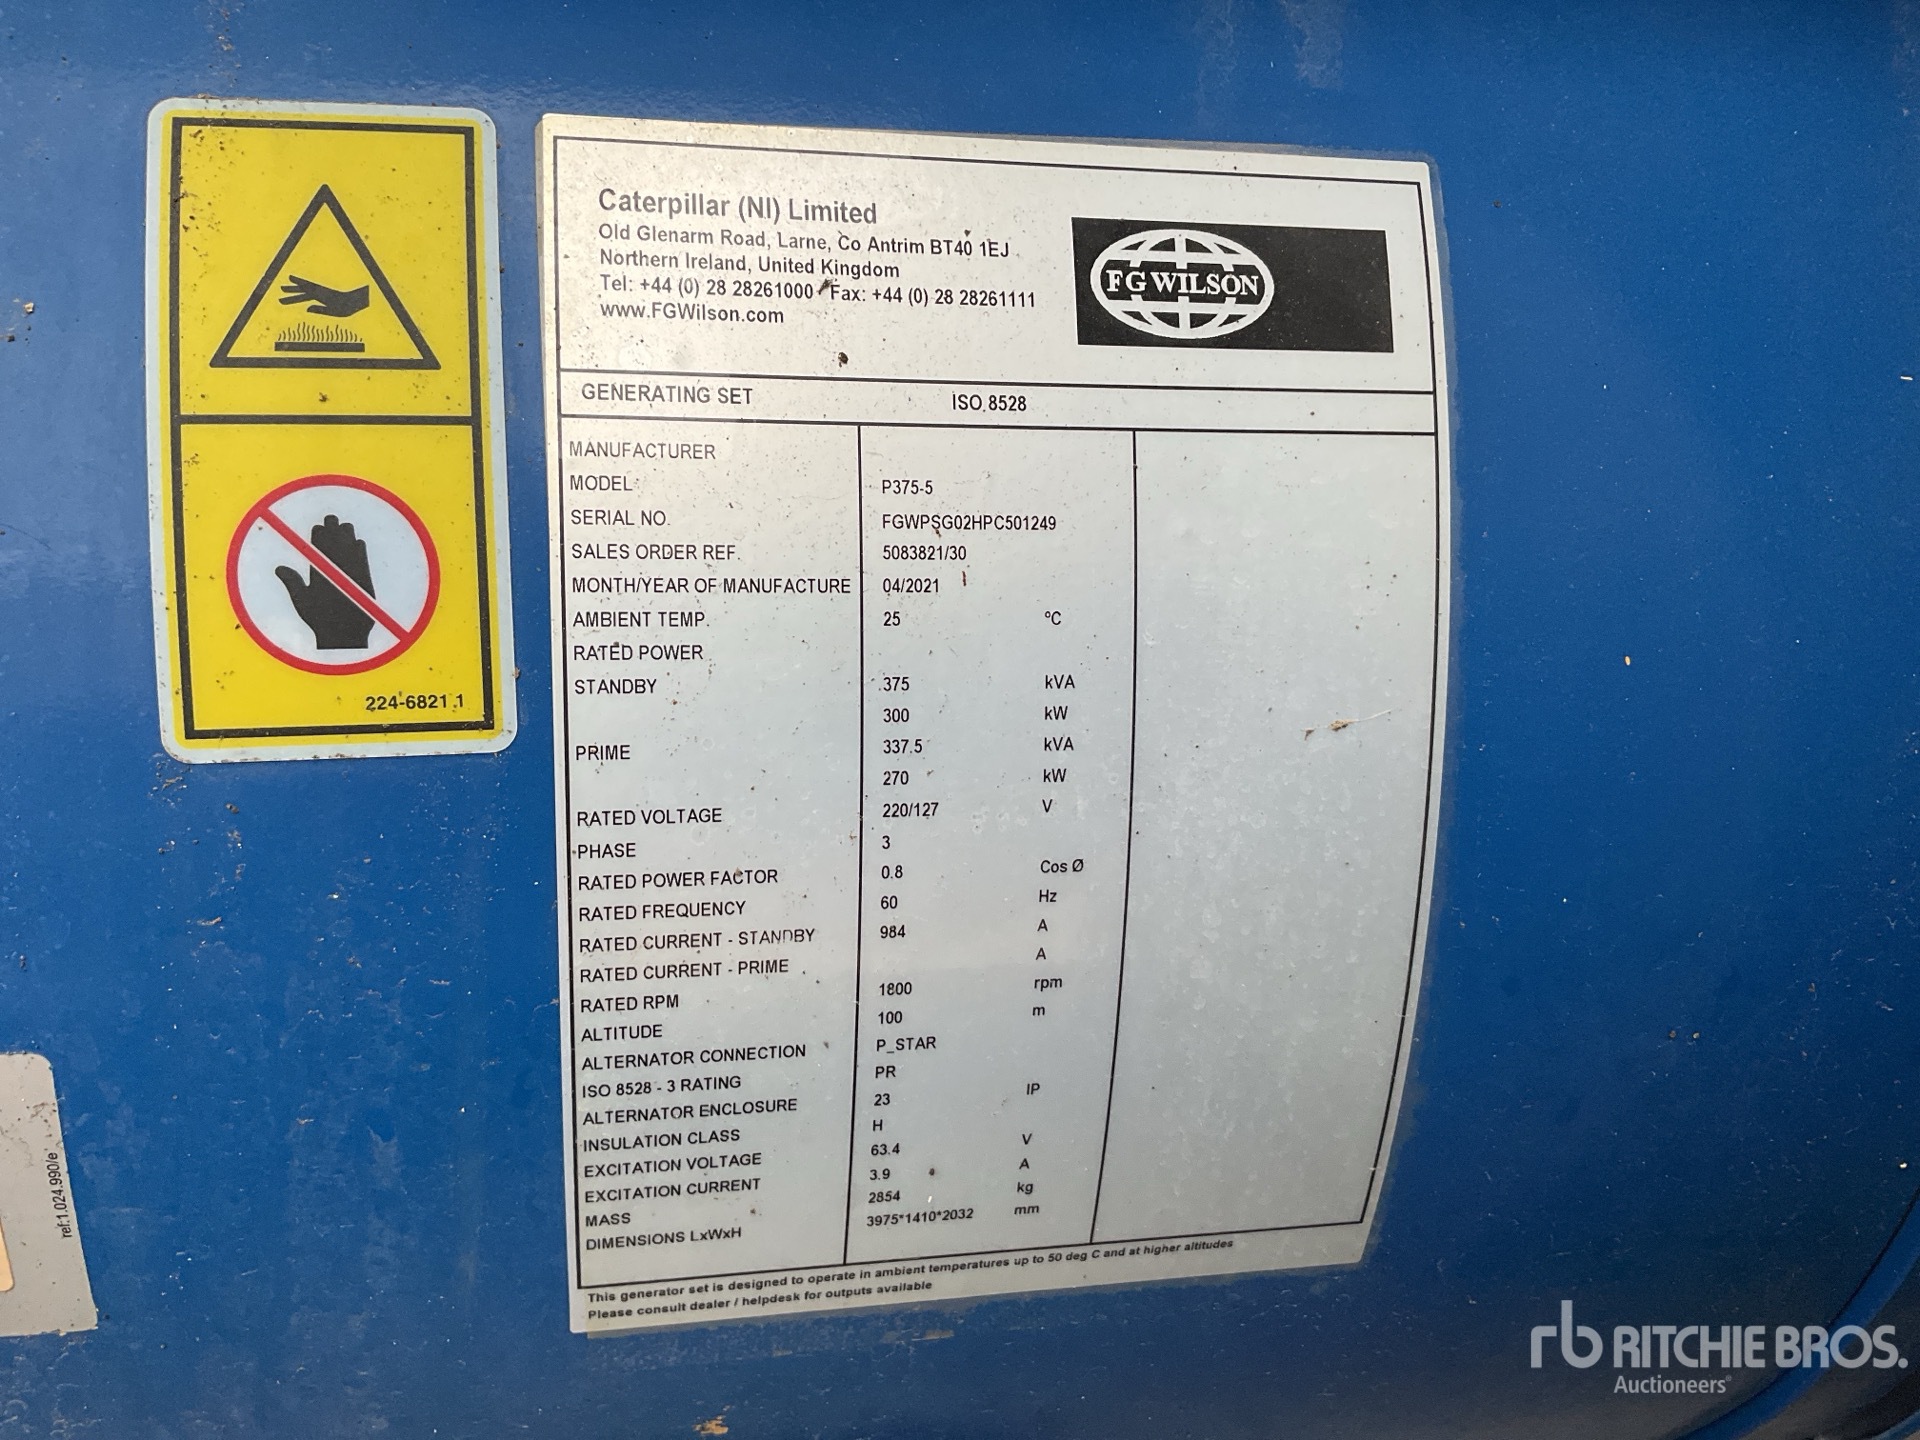 224-6821 1
Caterpillar (NI) Limited
Old Glenarm Road, Larne, Co Antrim BT40 1EJ
Northern Ireland, United Kingdom
Tel: +44 (0) 28 28261000 Fax: +44 (0) 28 28261111
www.FGWilson.com
FG WILSON
GENERATING SET ISO 8528
MANUFACTURER
MODEL P375-5
SERIAL NO. FGWPSG02HPC501249
SALES ORDER REF. 5083821/30
MONTH/YEAR OF MANUFACTURE 04/2021
AMBIENT TEMP. 25 °C
RATED POWER
STANDBY 375 kVA
300 kW
PRIME 337.5 kVA
270 kW
RATED VOLTAGE 220/127 V
PHASE 3
RATED POWER FACTOR 0.8 Cos Ø
RATED FREQUENCY 60 Hz
RATED CURRENT - STANDBY 984 A
RATED CURRENT - PRIME A
RATED RPM 1800 rpm
ALTITUDE 100 m
ALTERNATOR CONNECTION P_STAR
ISO 8528 - 3 RATING PR
ALTERNATOR ENCLOSURE 23 IP
INSULATION CLASS H
EXCITATION VOLTAGE 63.4 V
EXCITATION CURRENT 3.9 A
MASS 2854 kg
DIMENSIONS LxWxH 3975*1410*2032 mm
This generator set is designed to operate in ambient temperatures up to 50 deg C and at higher altitudes
Please consult dealer / helpdesk for outputs available
ref:1.024.990/e
rb RITCHIE BROS.
Auctioneers